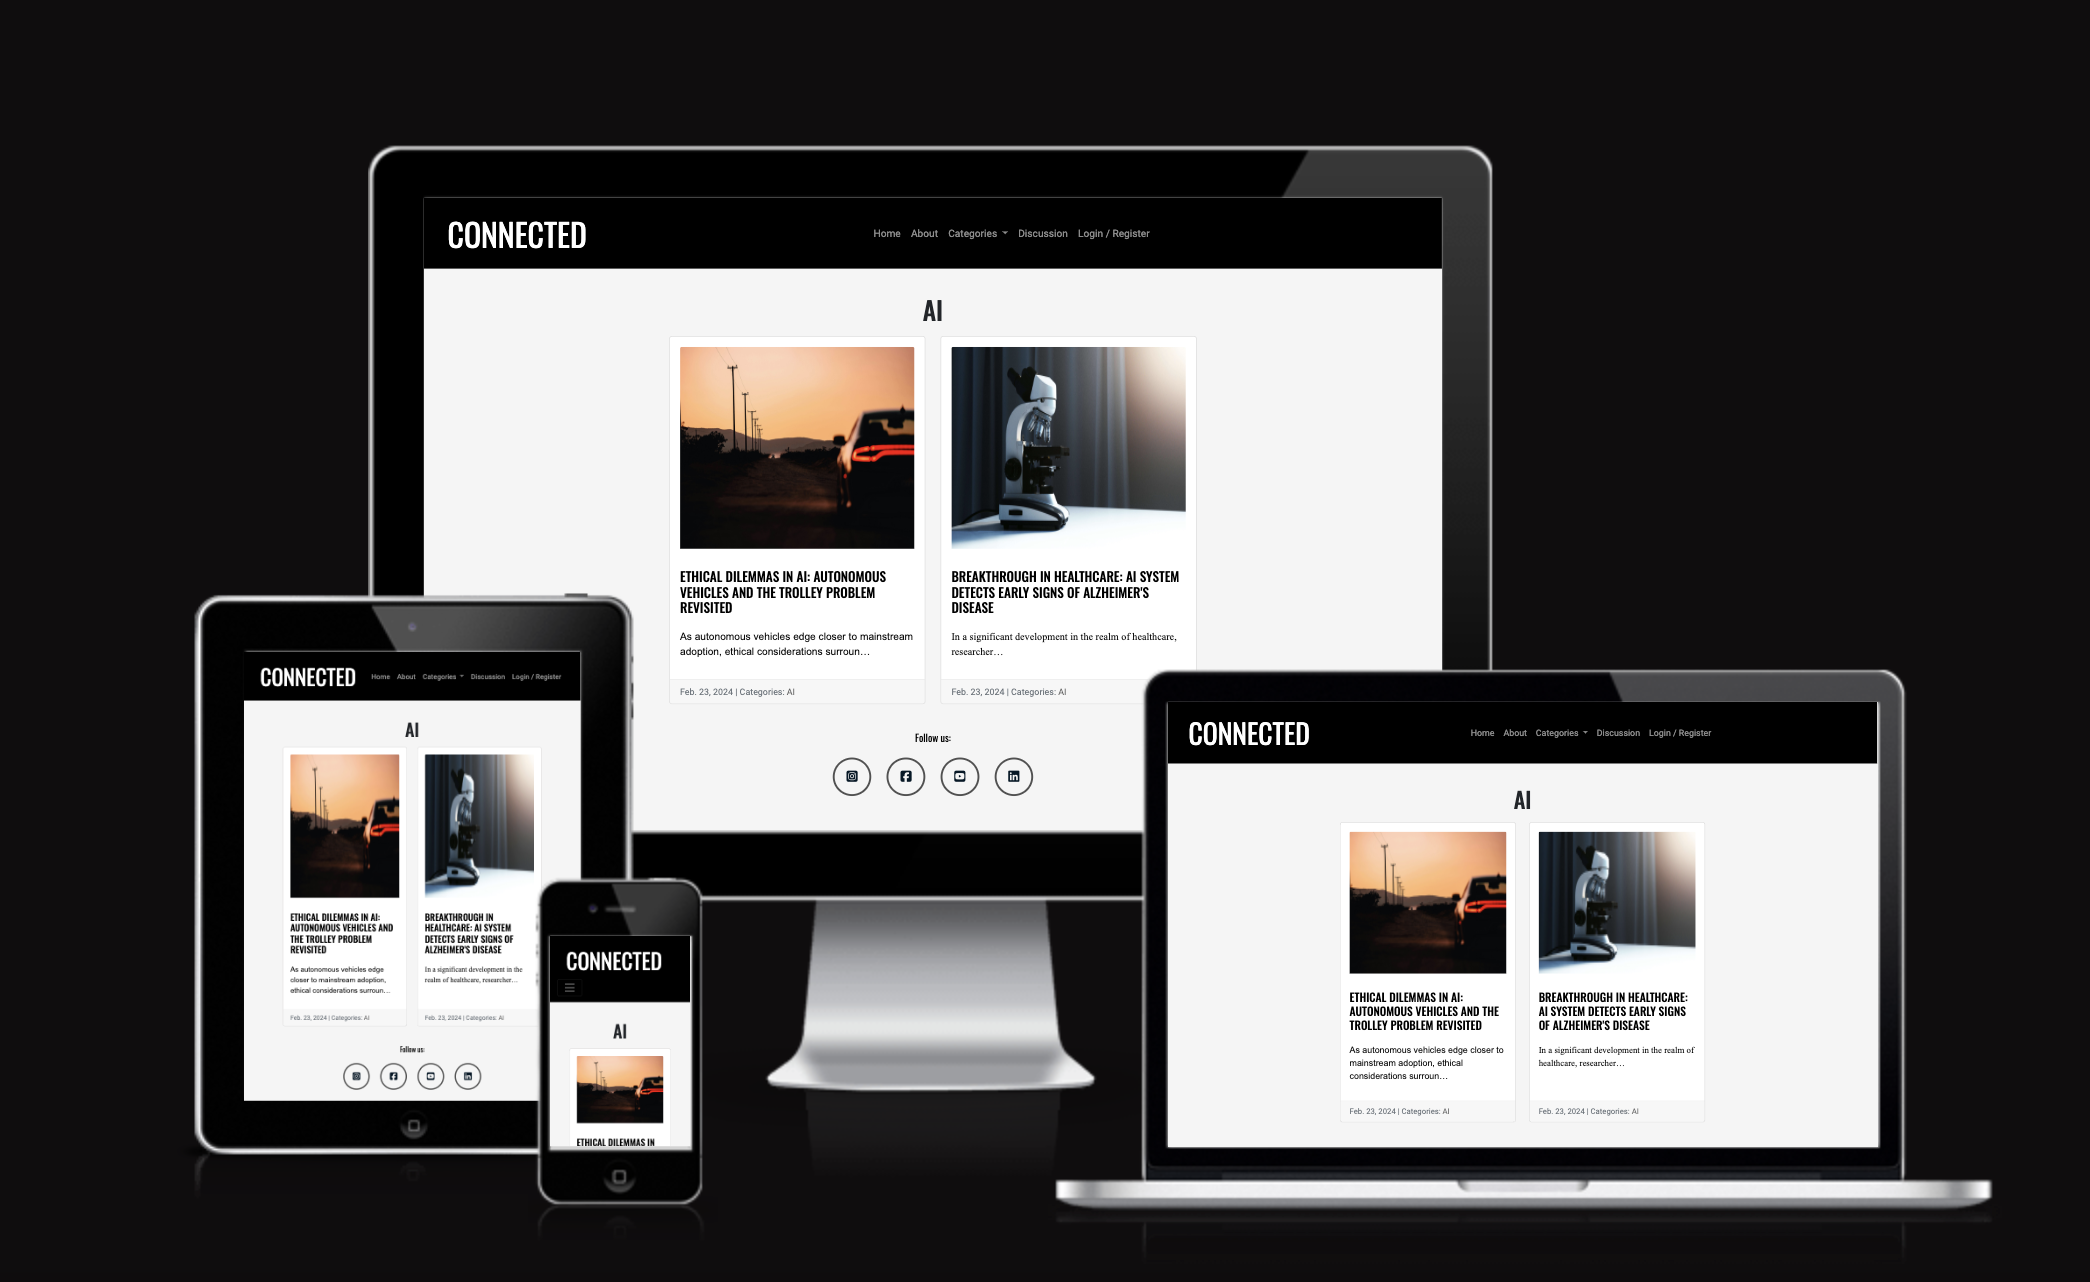 CONNECTED
Home About Categories Discussion Login / Register
AI
ETHICAL DILEMMAS IN AI: AUTONOMOUS
VEHICLES AND THE TROLLEY PROBLEM
REVISITED
As autonomous vehicles edge closer to mainstream
adoption, ethical considerations surroun…
Feb. 23, 2024 | Categories: AI
BREAKTHROUGH IN HEALTHCARE: AI SYSTEM
DETECTS EARLY SIGNS OF ALZHEIMER'S
DISEASE
In a significant development in the realm of healthcare,
researcher…
Feb. 23, 2024 | Categories: AI
Follow us:
CONNECTED
Home About Categories Discussion Login / Register
AI
ETHICAL DILEMMAS IN AI:
AUTONOMOUS VEHICLES AND
THE TROLLEY PROBLEM
REVISITED
As autonomous vehicles edge
closer to mainstream adoption,
ethical considerations surroun…
Feb. 23, 2024 | Categories: AI
BREAKTHROUGH IN
HEALTHCARE: AI SYSTEM
DETECTS EARLY SIGNS OF
ALZHEIMER'S DISEASE
In a significant development in the
realm of healthcare, researcher…
Feb. 23, 2024 | Categories: AI
Follow us:
CONNECTED
AI
ETHICAL DILEMMAS IN
CONNECTED
Home About Categories Discussion Login / Register
AI
ETHICAL DILEMMAS IN AI:
AUTONOMOUS VEHICLES AND THE
TROLLEY PROBLEM REVISITED
As autonomous vehicles edge closer to
mainstream adoption, ethical
considerations surroun…
Feb. 23, 2024 | Categories: AI
BREAKTHROUGH IN HEALTHCARE:
AI SYSTEM DETECTS EARLY SIGNS
OF ALZHEIMER'S DISEASE
In a significant development in the realm of
healthcare, researcher…
Feb. 23, 2024 | Categories: AI